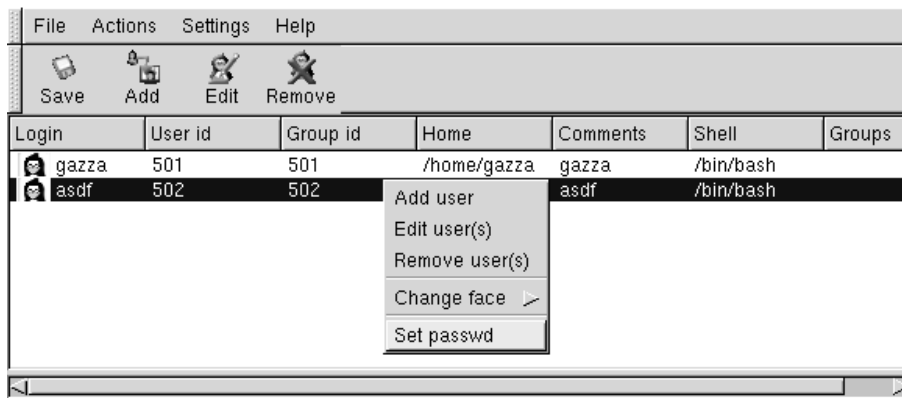 File Actions Settings Help
Save Add Edit Remove
Login User id Group id Home Comments Shell Groups
gazza 501 501 /home/gazza gazza /bin/bash
asdf 502 502 asdf /bin/bash
Add user
Edit user(s)
Remove user(s)
Change face
Set passwd